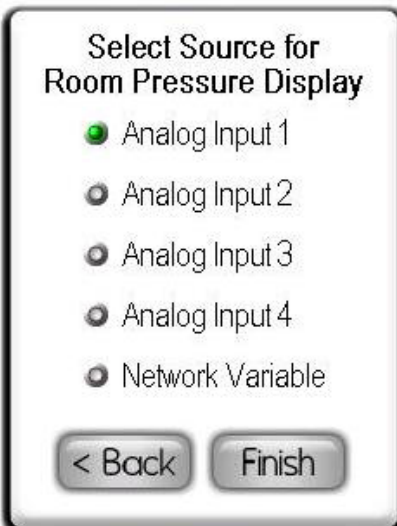 Select Source for
Room Pressure Display
Analog Input 1
Analog Input 2
Analog Input 3
Analog Input 4
Network Variable
< Back Finish